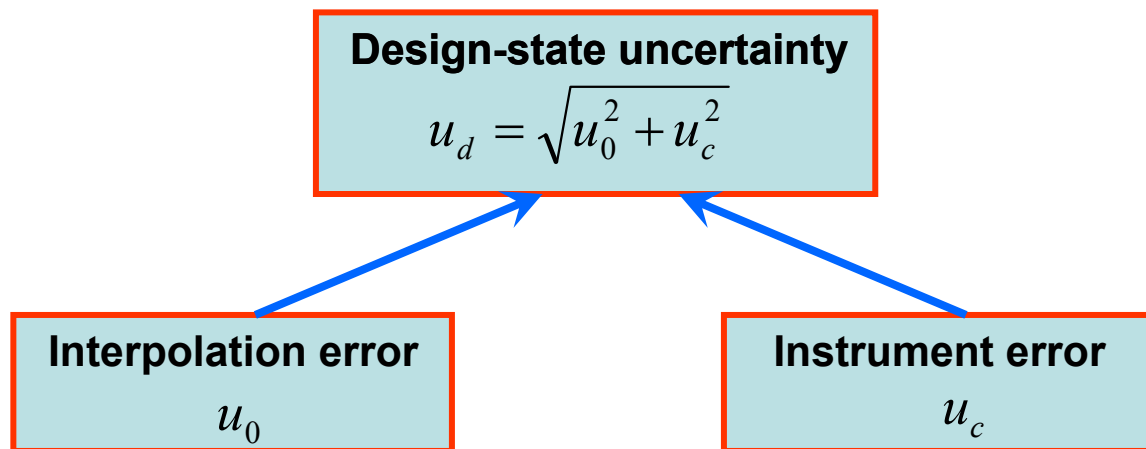 Design-state uncertainty
u_d = √(u_0^2 + u_c^2)
Interpolation error
u_0
Instrument error
u_c